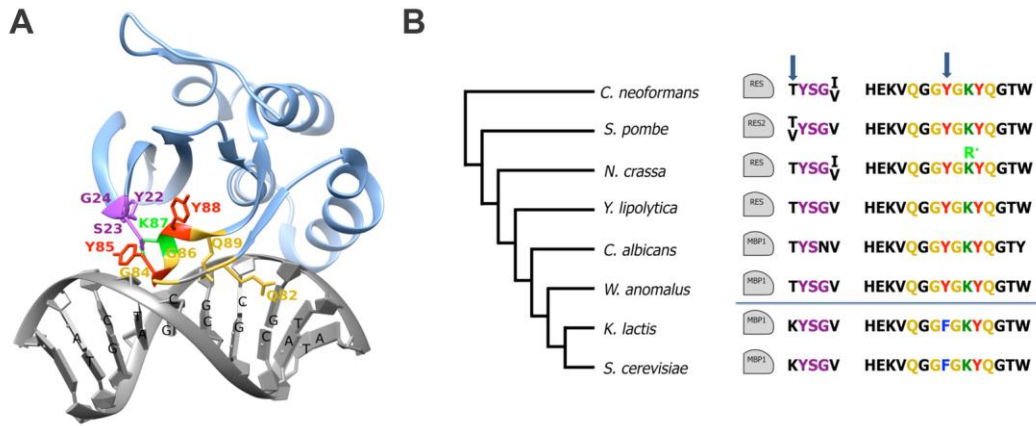 A
G24
Y22
S23
K87
Y88
Y85
G86
Q89
G84
Q82
C
G
C
G
T
T
A
G
C
G
C
A
T
A
A
T
G
B
C. neoformans
S. pombe
N. crassa
Y. lipolytica
C. albicans
W. anomalus
K. lactis
S. cerevisiae
RES TYSG I/V HEKVQGGYGKYQGTW
RES2 T/V YSGV HEKVQGGYGKYQGTW
R*
RES TYSG I/V HEKVQGGYGKYQGTW
RES TYSGV HEKVQGGYGKYQGTW
MBP1 TYSNV HEKVQGGYGKYQGTY
MBP1 TYSGV HEKVQGGYGKYQGTW
MBP1 KYSGV HEKVQGGFGKYQGTW
MBP1 KYSGV HEKVQGGFGKYQGTW